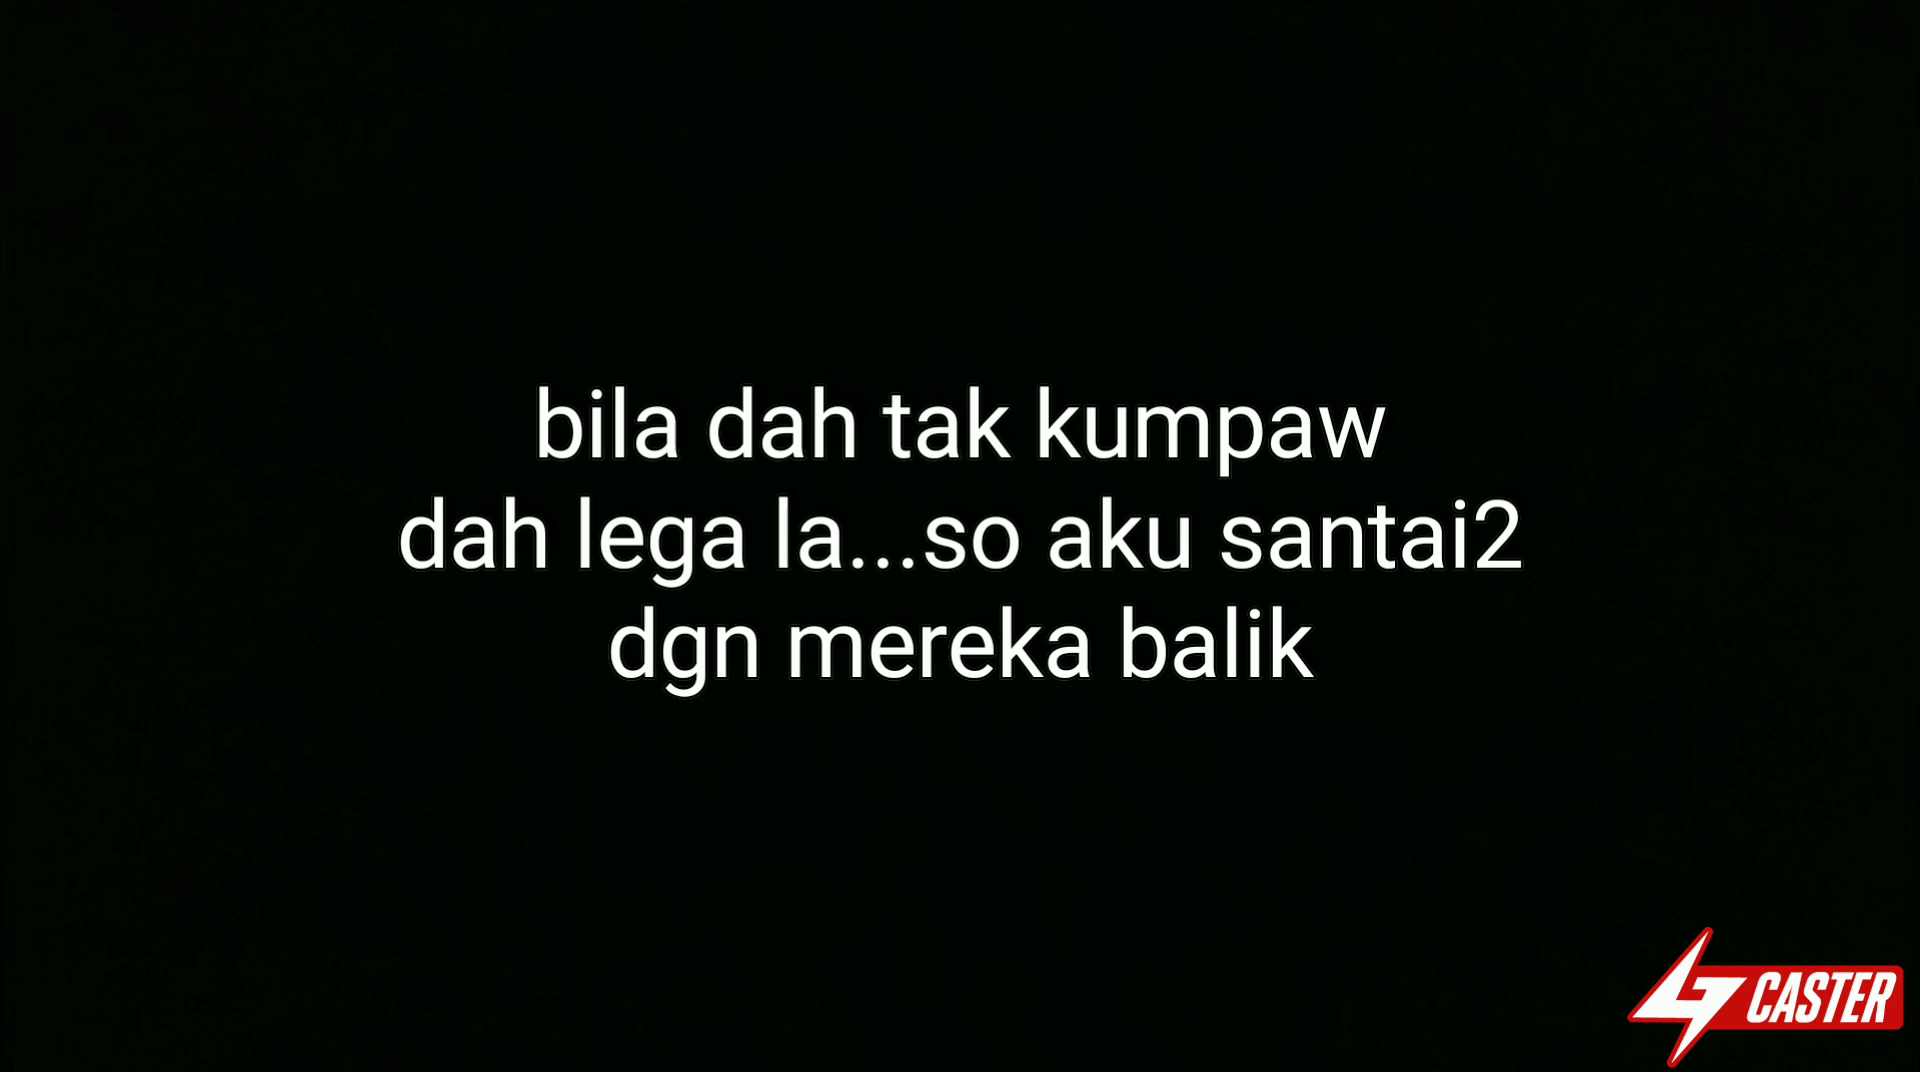 bila dah tak kumpaw
dah lega la...so aku santai2
dgn mereka balik
CASTER